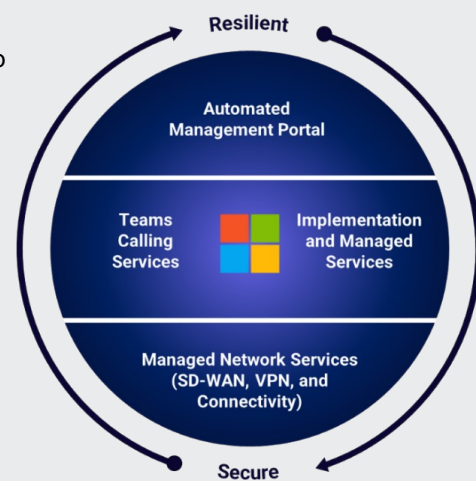 Resilient
Automated
Management Portal
Teams
Calling
Services
Implementation
and Managed
Services
Managed Network Services
(SD-WAN, VPN, and
Connectivity)
Secure